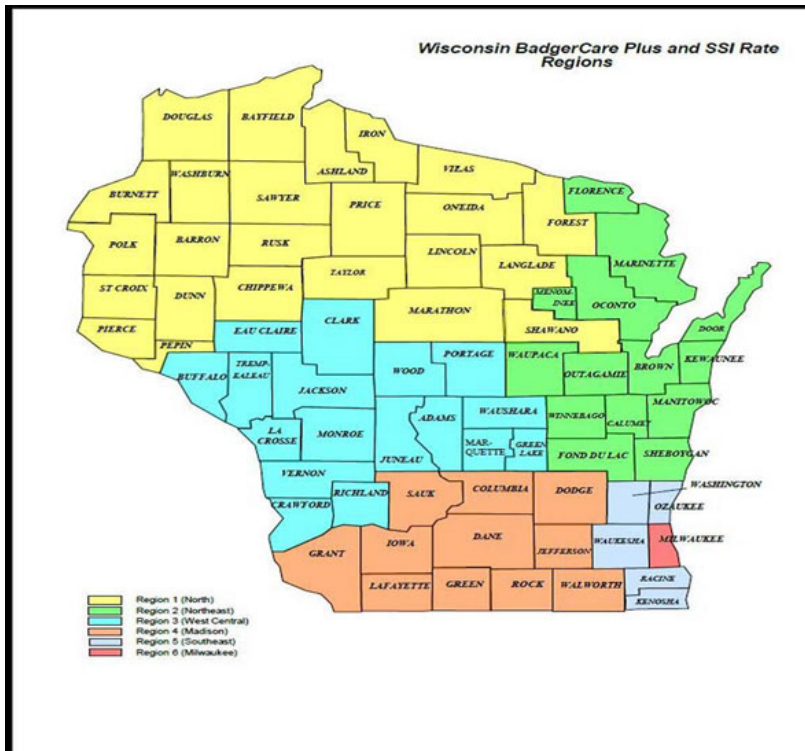 Wisconsin BadgerCare Plus and SSI Rate
Regions
DOUGLAS
BAYFIELD
IRON
ASHLAND
VILAS
WASHBURN
BURNETT
SAWYER
PRICE
ONEIDA
FLORENCE
FOREST
POLK
BARRON
RUSK
LINCOLN
LANGLADE
MARINETTE
TAYLOR
ST CROIX
DUNN
CHIPPEWA
MENOM-
INEE
OCONTO
CLARK
MARATHON
PIERCE
EAU CLAIRE
SHAWANO
DOOR
PEPIN
BUFFALO
TREMP-
EALEAU
WOOD
PORTAGE
WAUPACA
OUTAGAMIE
BROWN
KEWAUNEE
JACKSON
ADAMS
WAUSHARA
WINNEBAGO
CALUMET
MANITOWOC
LA
CROSSE
MONROE
JUNEAU
MAR-
QUETTE
GREEN
LAKE
FOND DU LAC
SHEBOYGAN
VERNON
RICHLAND
SAUK
COLUMBIA
DODGE
WASHINGTON
OZAUKEE
CRAWFORD
GRANT
IOWA
DANE
JEFFERSON
WAUKESHA
MILWAUKEE
LAFAYETTE
GREEN
ROCK
WALWORTH
RACINE
KENOSHA
Region 1 (North)
Region 2 (Northeast)
Region 3 (West Central)
Region 4 (Madison)
Region 5 (Southeast)
Region 6 (Milwaukee)